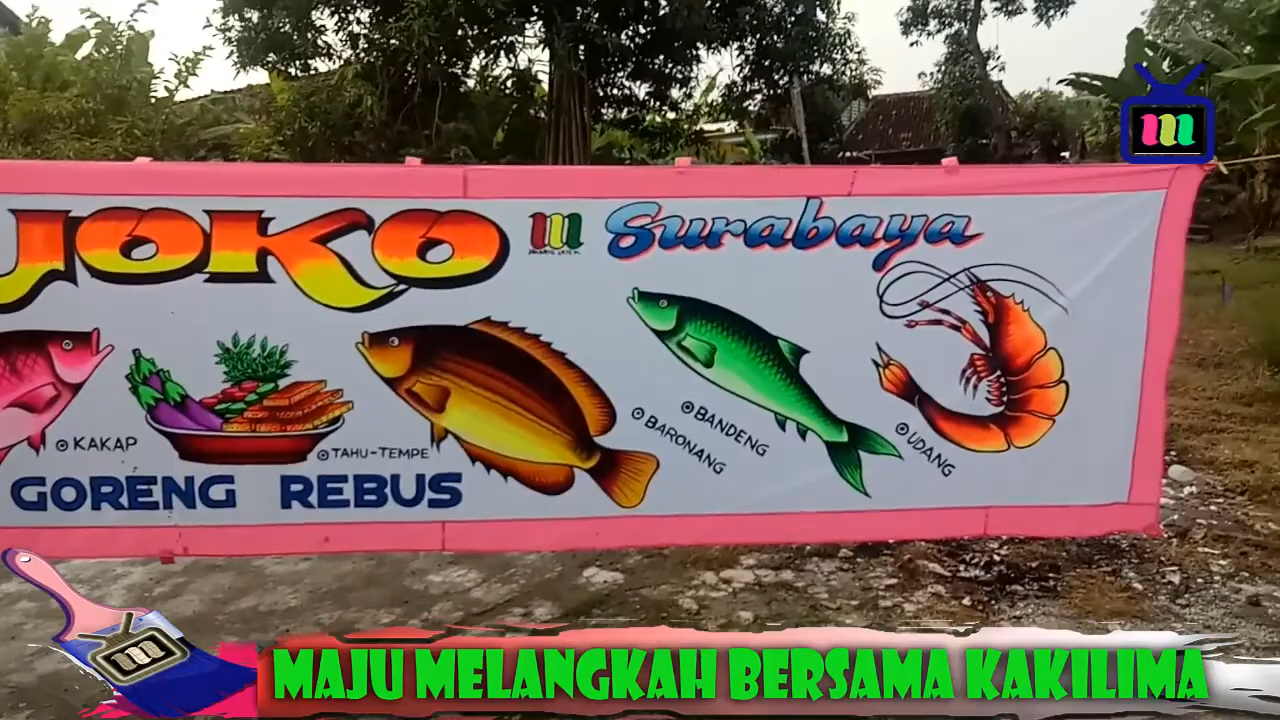 JOKO
Surabaya
KAKAP
TAHU-TEMPE
BARONANG
BANDENG
UDANG
GORENG REBUS
MAJU MELANGKAH BERSAMA KAKILIMA